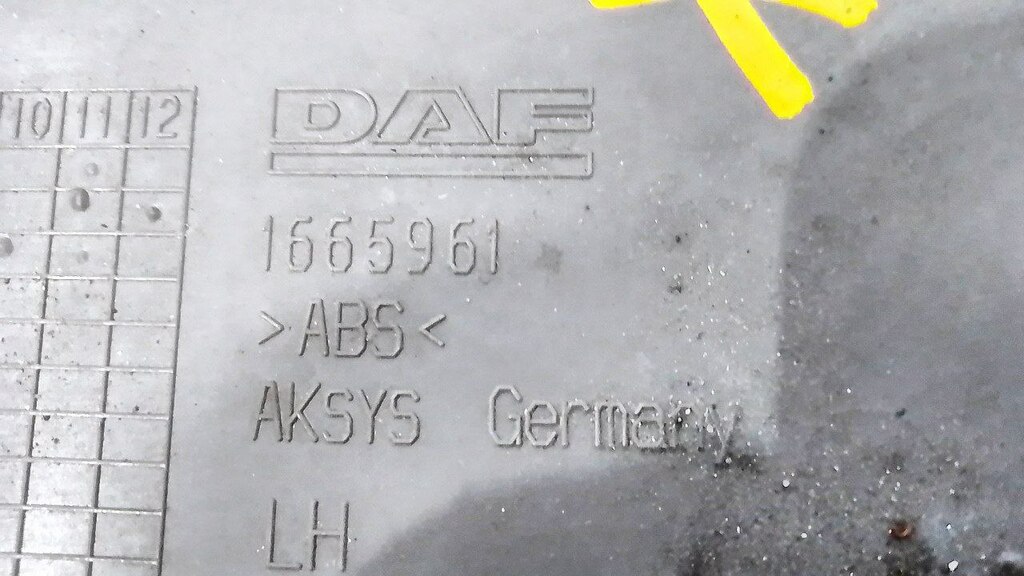 10 11 12
DAF
1665961
>ABS<
AKSYS Germany
LH